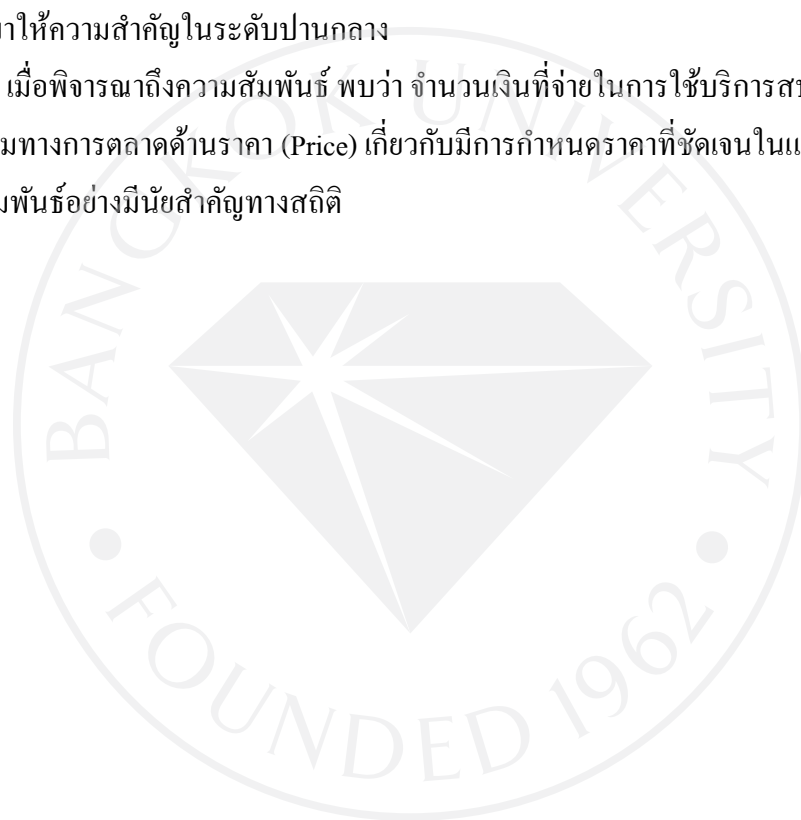 าให้ความสำคัญในระดับปานกลาง
เมื่อพิจารณาถึงความสัมพันธ์ พบว่า จำนวนเงินที่จ่ายในการใช้บริการสป
มทางการตลาดด้านราคา (Price) เกี่ยวกับมีการกำหนดราคาที่ชัดเจนในแ
มพันธ์อย่างมีนัยสำคัญทางสถิติ
BANGKOK UNIVERSITY
FOUNDED 1962